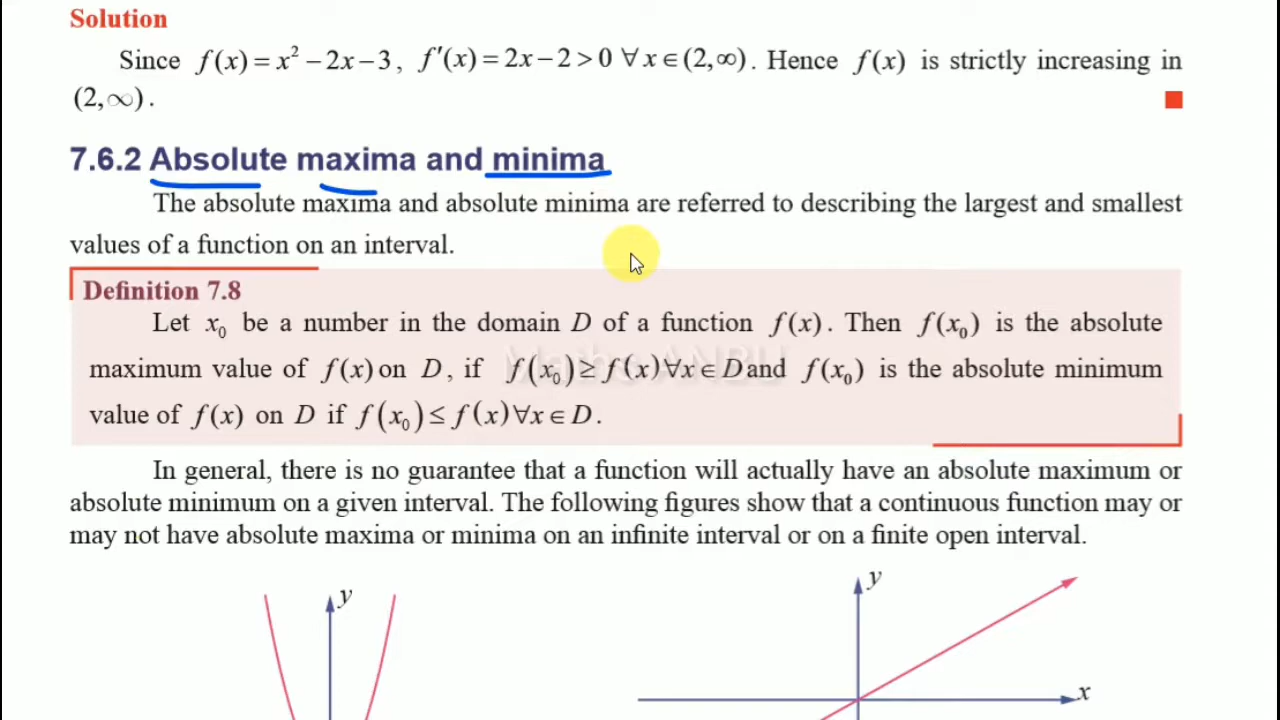 Solution
Since f(x) = x² − 2x − 3, f′(x) = 2x − 2 > 0 ∀ x ∈ (2, ∞). Hence f(x) is strictly increasing in
(2, ∞).
7.6.2 Absolute maxima and minima
The absolute maxima and absolute minima are referred to describing the largest and smallest
values of a function on an interval.
Definition 7.8
Let x₀ be a number in the domain D of a function f(x). Then f(x₀) is the absolute
maximum value of f(x) on D, if f(x₀) ≥ f(x) ∀x ∈ D and f(x₀) is the absolute minimum
value of f(x) on D if f(x₀) ≤ f(x) ∀x ∈ D.
In general, there is no guarantee that a function will actually have an absolute maximum or
absolute minimum on a given interval. The following figures show that a continuous function may or
may not have absolute maxima or minima on an infinite interval or on a finite open interval.
y
y
x